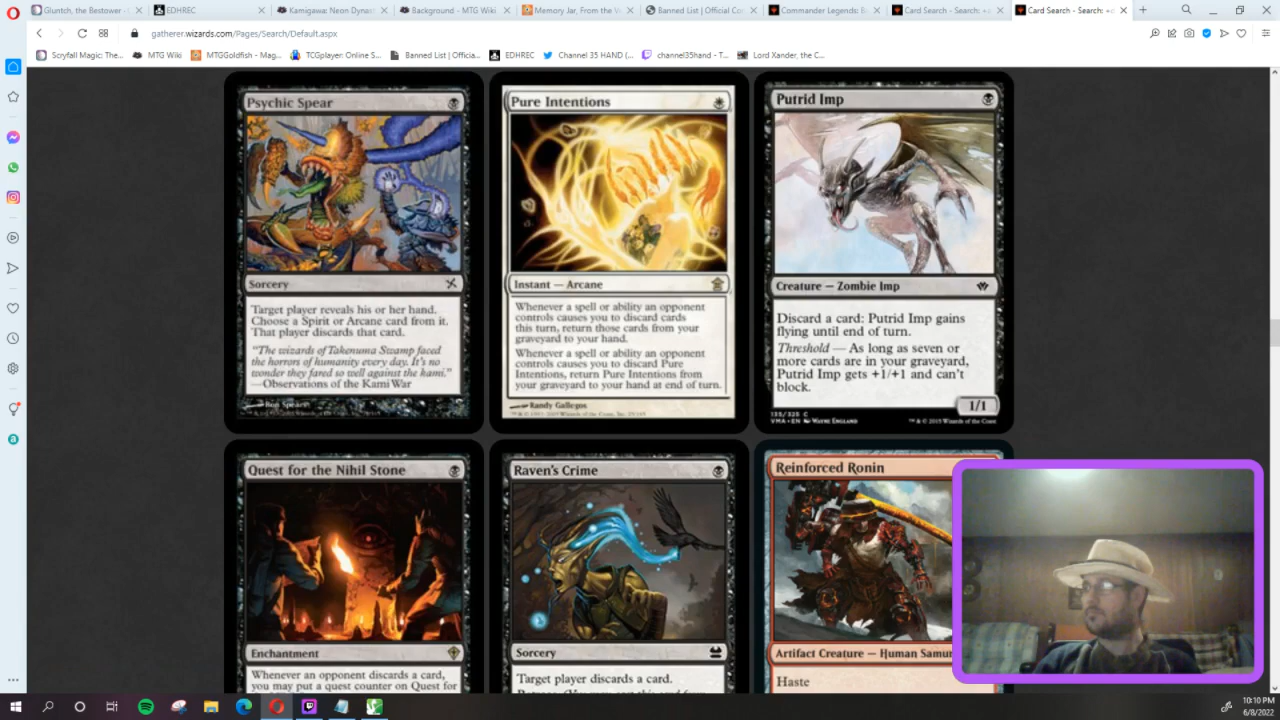 Gluntch, the Bestower -
EDHREC
Kamigawa: Neon Dynast
Background - MTG Wiki
Memory Jar, From the V
Banned List | Official Co
Commander Legends: B
Card Search - Search: +
Card Search - Search: +
gatherer.wizards.com/Pages/Search/Default.aspx
Scryfall Magic: The...
MTG Wiki
MTGGoldfish - Mag...
TCGplayer: Online S...
Banned List | Officia...
EDHREC
Channel 35 HAND (...
channel35hand - T...
Lord Xander, the C...
Psychic Spear
Sorcery
Target player reveals his or her hand.
Choose a Spirit or Arcane card from it.
That player discards that card.
"The wizards of Takenuma Swamp faced
the horrors of humanity every day. It's no
wonder they fared so well against the kami."
—Observations of the Kami War
Pure Intentions
Instant — Arcane
Whenever a spell or ability an opponent
controls causes you to discard cards
this turn, return those cards from your
graveyard to your hand.
Whenever a spell or ability an opponent
controls causes you to discard Pure
Intentions, return Pure Intentions from
your graveyard to your hand at end of turn.
Randy Gallegos
Putrid Imp
Creature — Zombie Imp
Discard a card: Putrid Imp gains
flying until end of turn.
Threshold — As long as seven or
more cards are in your graveyard,
Putrid Imp gets +1/+1 and can't
block.
1/1
VMA • EN Wayne England
Quest for the Nihil Stone
Enchantment
Whenever an opponent discards a card,
you may put a quest counter on Quest for
Raven's Crime
Sorcery
Target player discards a card.
Reinforced Ronin
Artifact Creature — Human Samu
Haste
10:10 PM
6/8/2022